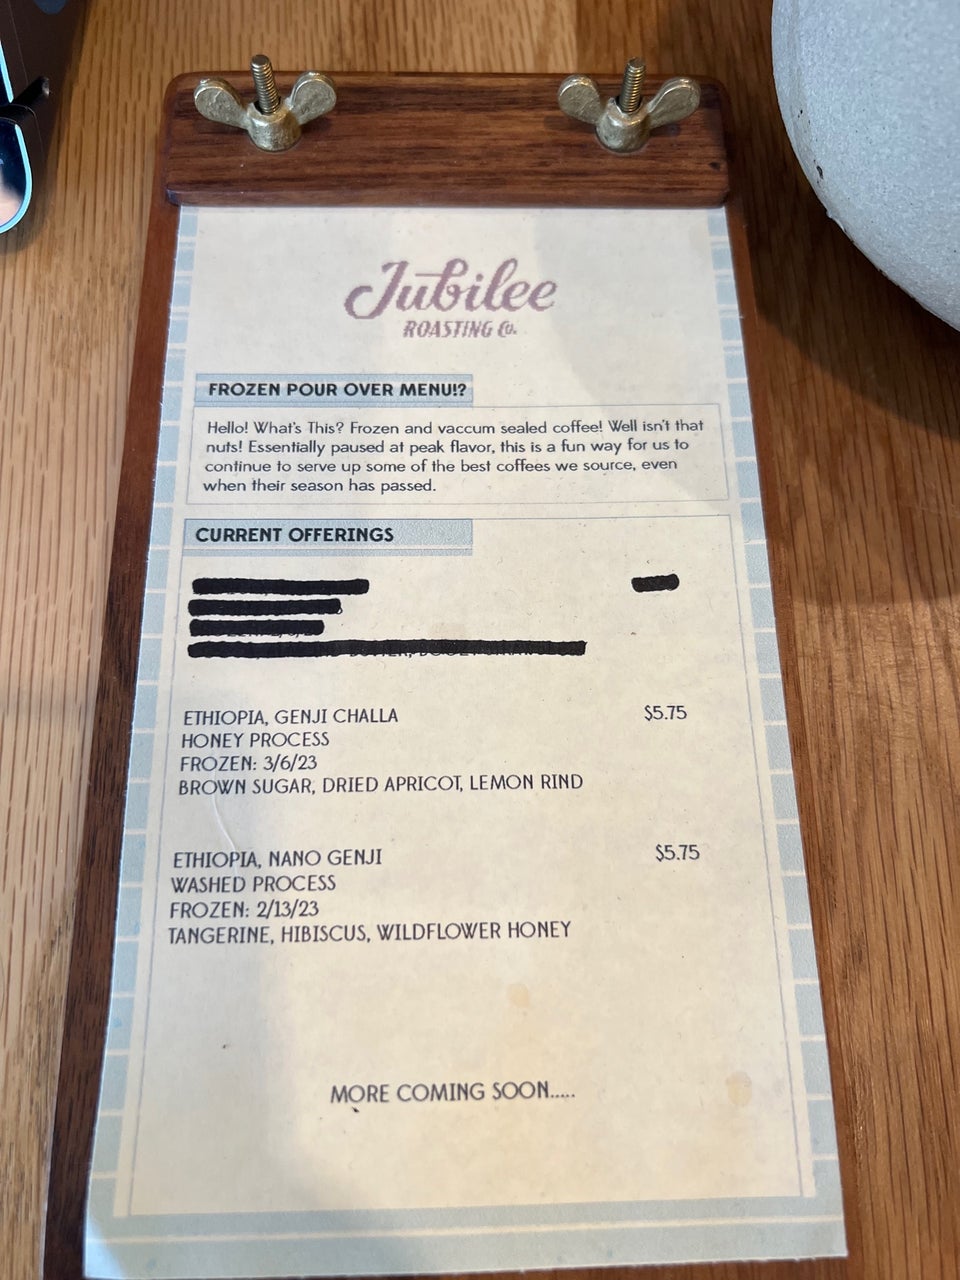 Jubilee
ROASTING Co.
FROZEN POUR OVER MENU!?
Hello! What's This? Frozen and vaccum sealed coffee! Well isn't that
nuts! Essentially paused at peak flavor, this is a fun way for us to
continue to serve up some of the best coffees we source, even
when their season has passed.
CURRENT OFFERINGS
ETHIOPIA, GENJI CHALLA $5.75
HONEY PROCESS
FROZEN: 3/6/23
BROWN SUGAR, DRIED APRICOT, LEMON RIND
ETHIOPIA, NANO GENJI $5.75
WASHED PROCESS
FROZEN: 2/13/23
TANGERINE, HIBISCUS, WILDFLOWER HONEY
MORE COMING SOON.....